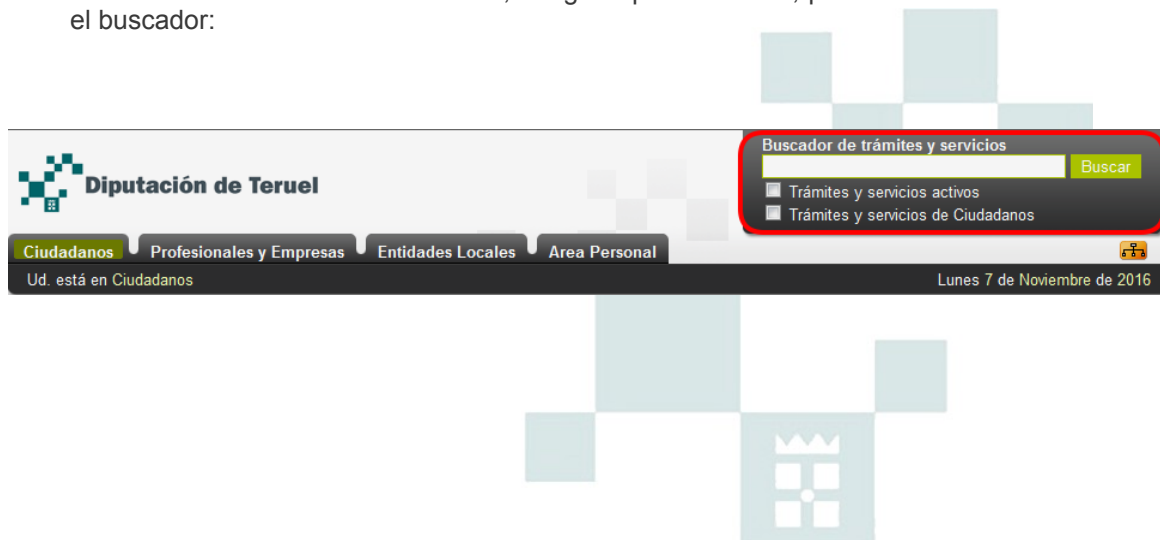 el buscador:
Buscador de trámites y servicios
Buscar
Diputación de Teruel
Trámites y servicios activos
Trámites y servicios de Ciudadanos
Ciudadanos Profesionales y Empresas Entidades Locales Area Personal
Ud. está en Ciudadanos Lunes 7 de Noviembre de 2016